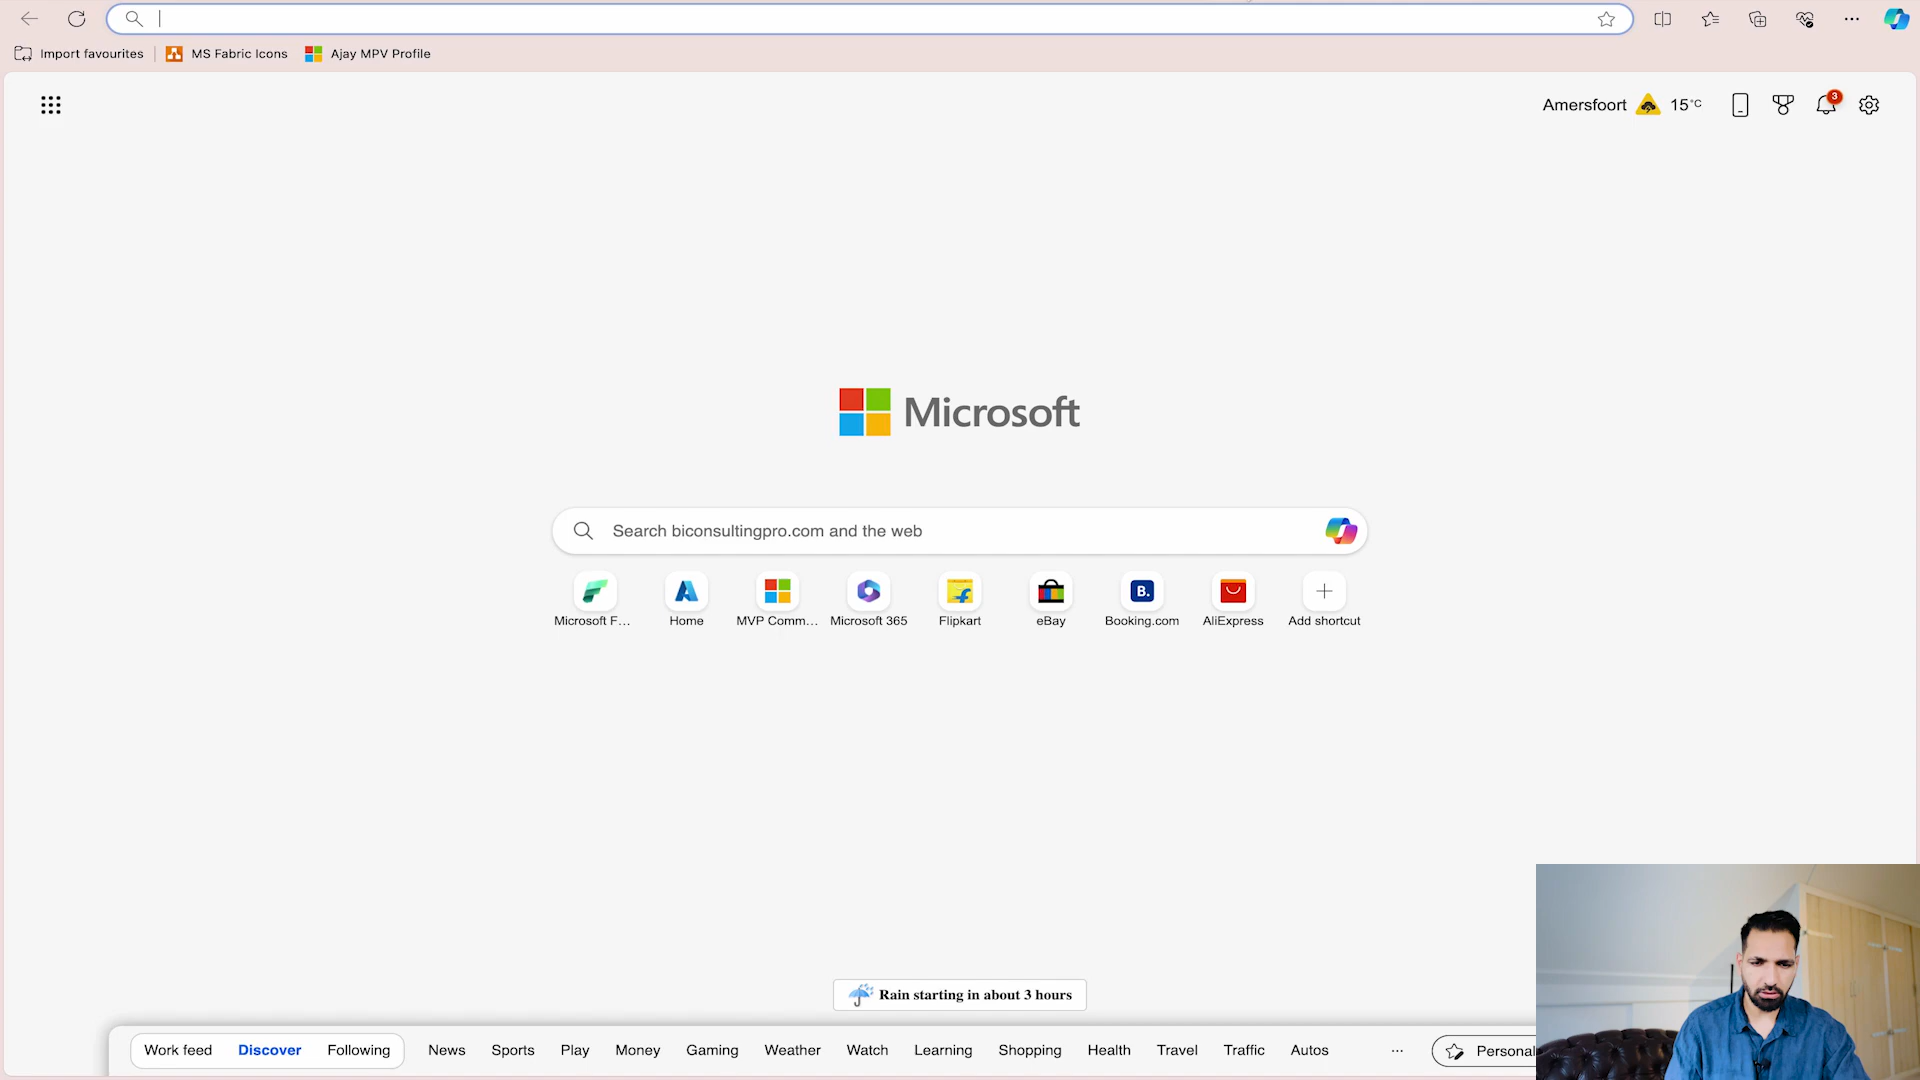 Import favourites
MS Fabric Icons
Ajay MPV Profile
Amersfoort
15°C
3
Microsoft
Search biconsultingpro.com and the web
Microsoft F...
Home
MVP Comm...
Microsoft 365
Flipkart
eBay
B.
Booking.com
AliExpress
Add shortcut
Rain starting in about 3 hours
Work feed
Discover
Following
News
Sports
Play
Money
Gaming
Weather
Watch
Learning
Shopping
Health
Travel
Traffic
Autos
...
Personal